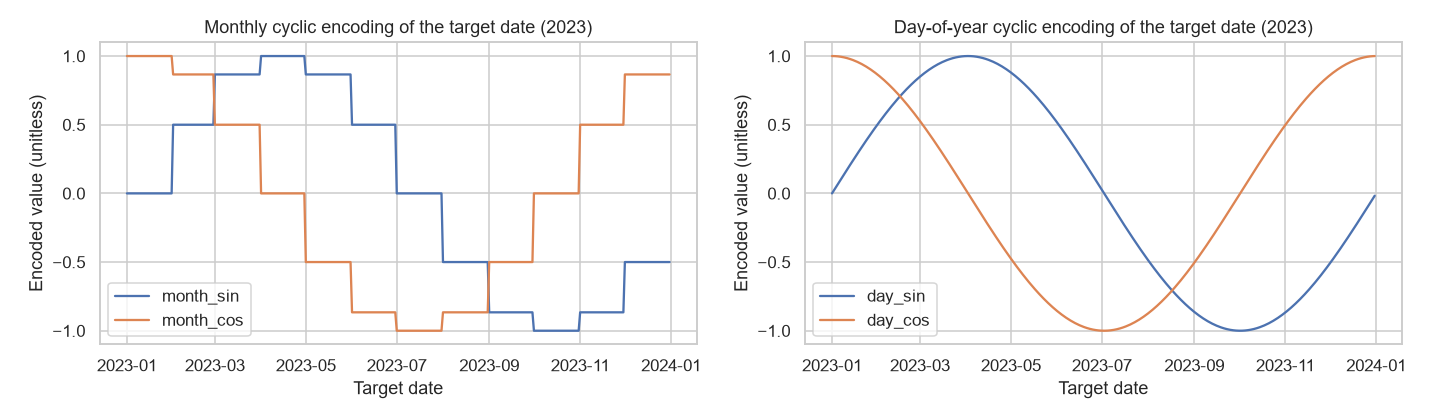 Monthly cyclic encoding of the target date (2023)
Encoded value (unitless)
1.0
0.5
0.0
−0.5
−1.0
month_sin
month_cos
2023-01 2023-03 2023-05 2023-07 2023-09 2023-11 2024-01
Target date
Day-of-year cyclic encoding of the target date (2023)
Encoded value (unitless)
1.0
0.5
0.0
−0.5
−1.0
day_sin
day_cos
2023-01 2023-03 2023-05 2023-07 2023-09 2023-11 2024-01
Target date